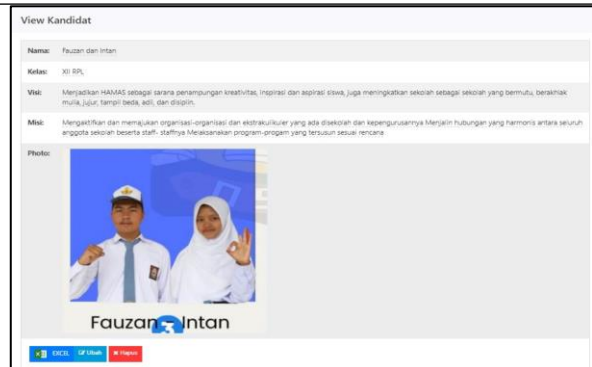 View Kandidat
Nama: Fauzan dan Intan
Kelas: XII RPL
Visi: Menjadikan HAMAS sebagai sarana penampungan kreativitas, inspirasi dan aspirasi siswa, juga meningkatkan sekolah sebagai sekolah yang bermutu, berakhlak
mulia, jujur, tampil beda, adil, dan disiplin.
Misi: Mengaktifkan dan memajukan organisasi-organisasi dan ekstrakulikuler yang ada disekolah dan kepengurusannya Menjalin hubungan yang harmonis antara seluruh
anggota sekolah beserta staff- staffnya Melaksanakan program-progam yang tersusun sesuai rencana
Photo:
Fauzan - Intan
3
EXCEL Ubah Hapus